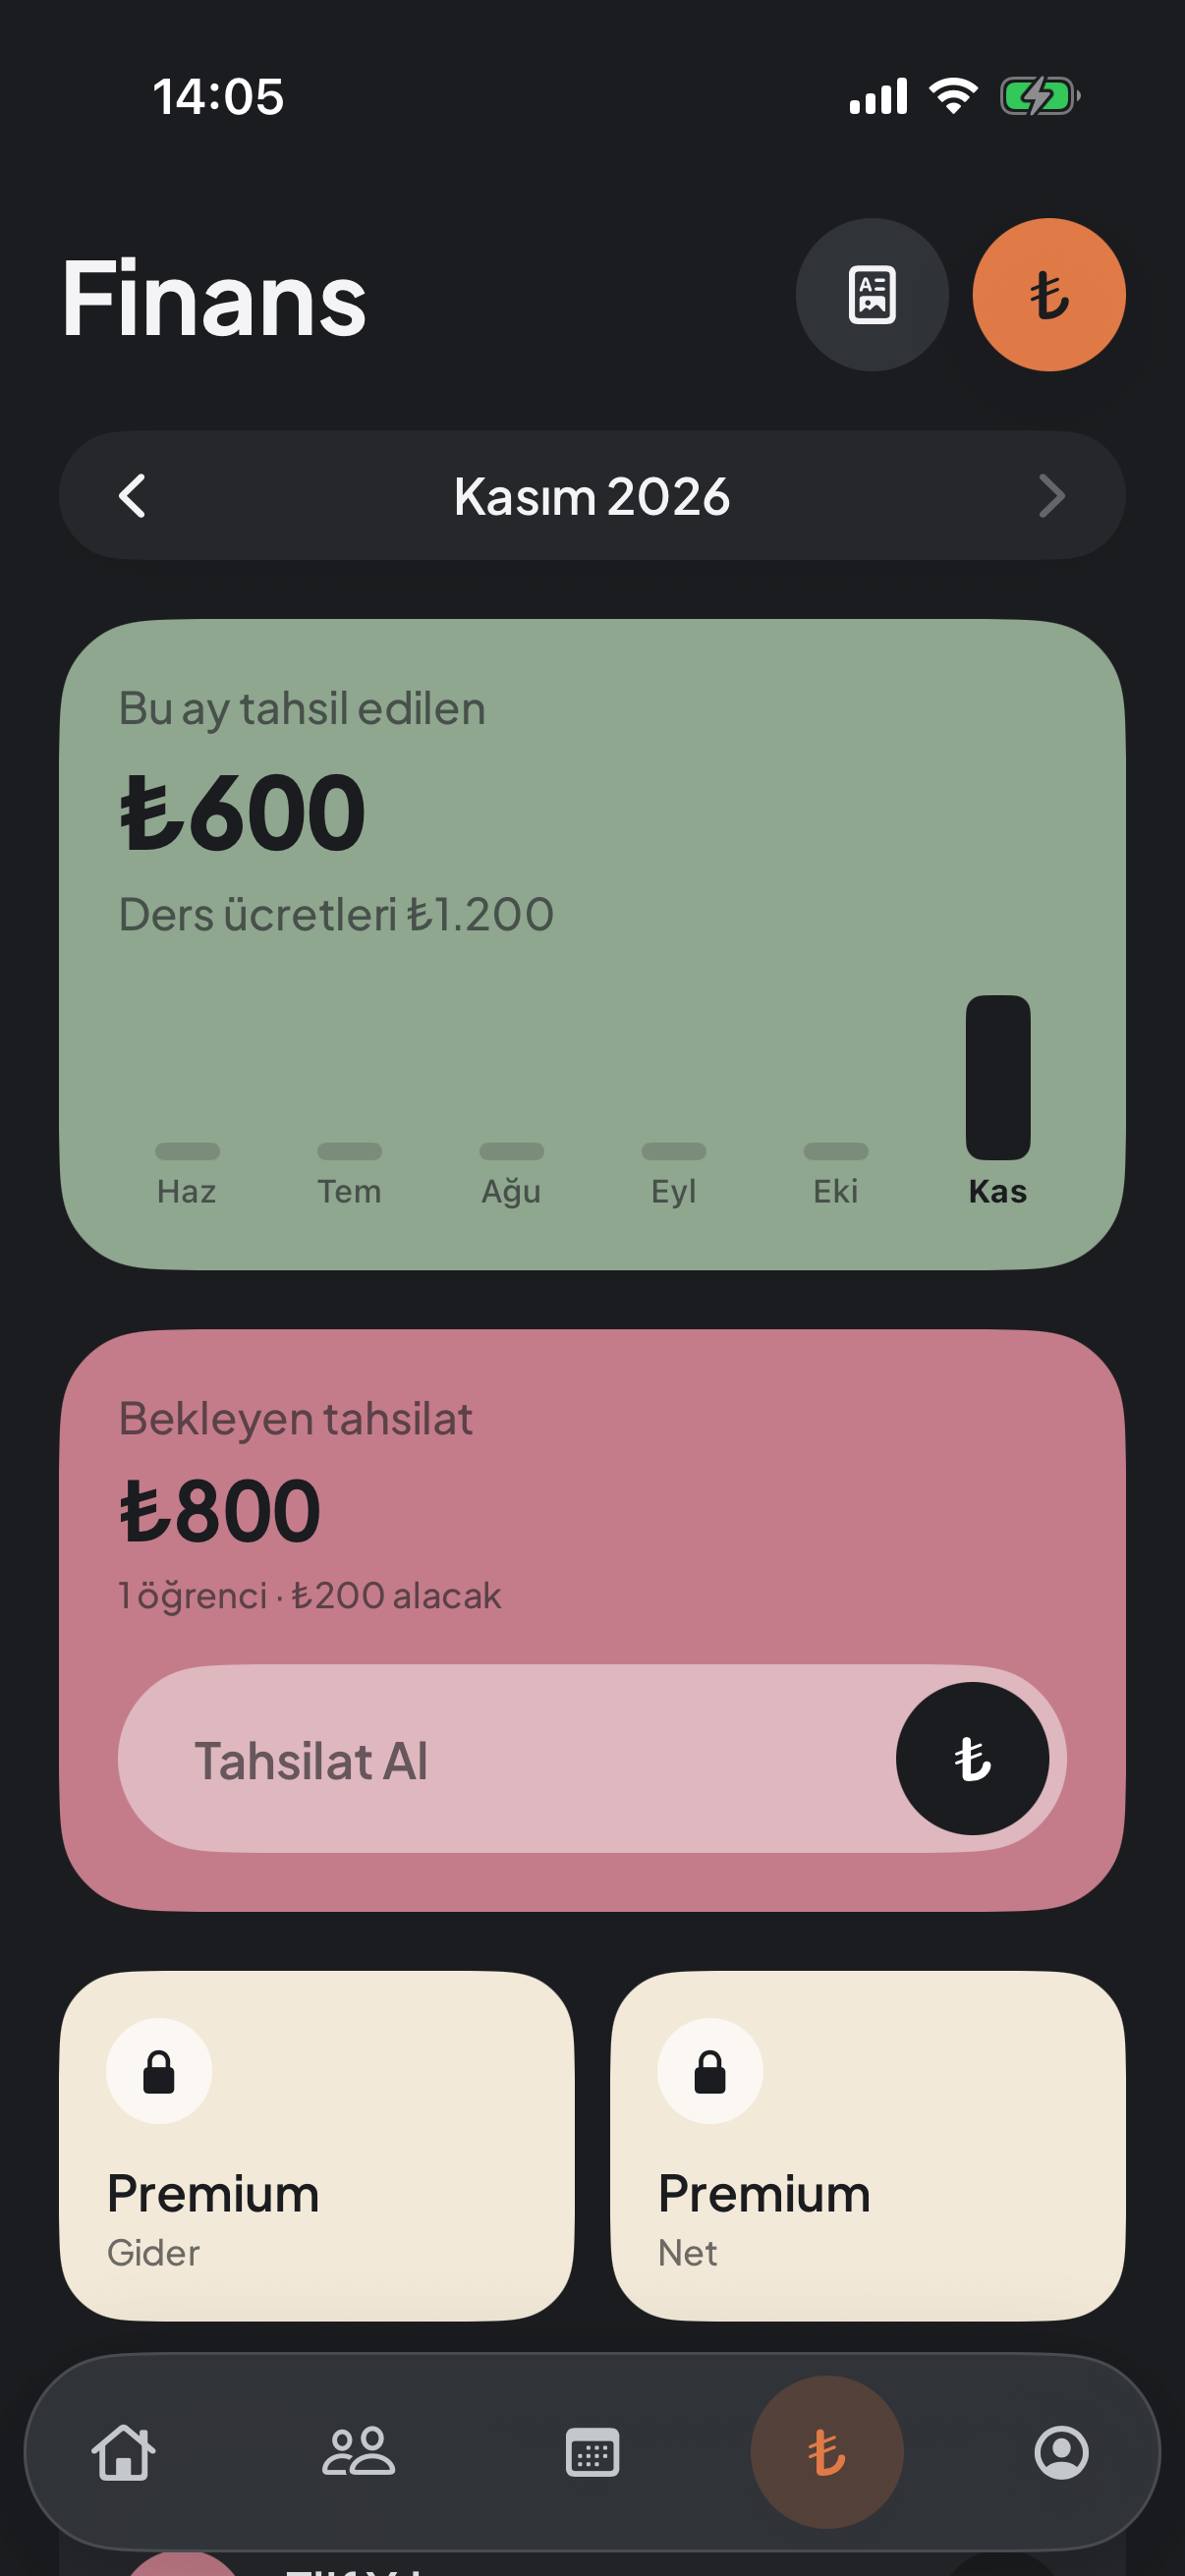 14:05
Finans
₺
Kasım 2026
Bu ay tahsil edilen
₺600
Ders ücretleri ₺1.200
Haz Tem Ağu Eyl Eki Kas
Bekleyen tahsilat
₺800
1 öğrenci · ₺200 alacak
Tahsilat Al ₺
Premium Premium
Gider Net
₺